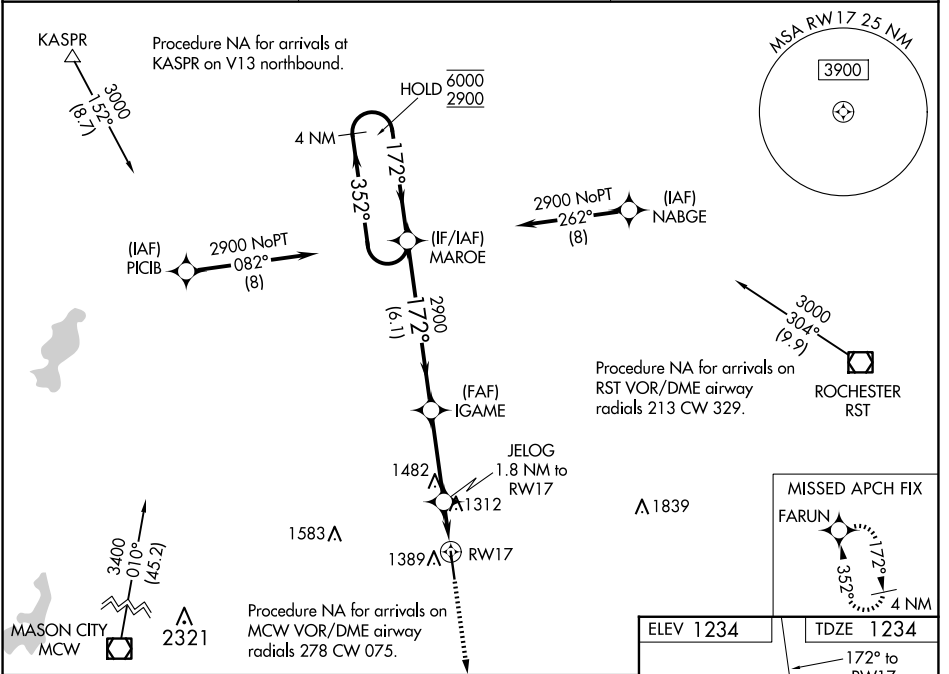 KASPR
3000
152°
(8.7)
Procedure NA for arrivals at
KASPR on V13 northbound.
HOLD 6000
2900
4 NM
172°
352°
MSA RW17 25 NM
3900
(IAF)
PICIB
2900 NoPT
082°
(8)
(IF/IAF)
MAROE
2900 NoPT
262°
(8)
(IAF)
NABGE
2900
172°
(6.1)
3000
304°
(9.9)
ROCHESTER
RST
Procedure NA for arrivals on
RST VOR/DME airway
radials 213 CW 329.
(FAF)
IGAME
JELOG
1.8 NM to
RW17
1482
1312
1839
1583
1389
RW17
MISSED APCH FIX
FARUN
172°
352°
4 NM
3400
010°
(45.2)
MASON CITY
MCW
2321
Procedure NA for arrivals on
MCW VOR/DME airway
radials 278 CW 075.
ELEV 1234
TDZE 1234
172° to
RW17